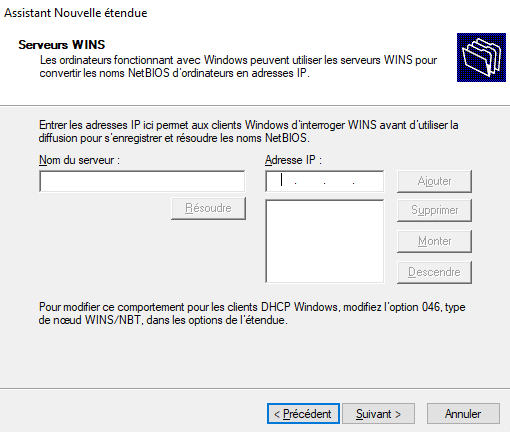 Assistant Nouvelle étendue
Serveurs WINS
Les ordinateurs fonctionnant avec Windows peuvent utiliser les serveurs WINS pour
convertir les noms NetBIOS d'ordinateurs en adresses IP.
Entrer les adresses IP ici permet aux clients Windows d'interroger WINS avant d'utiliser la
diffusion pour s'enregistrer et résoudre les noms NetBIOS.
Nom du serveur :
Adresse IP :
. . .
Ajouter
Résoudre
Supprimer
Monter
Descendre
Pour modifier ce comportement pour les clients DHCP Windows, modifiez l'option 046, type
de nœud WINS/NBT, dans les options de l'étendue.
< Précédent
Suivant >
Annuler